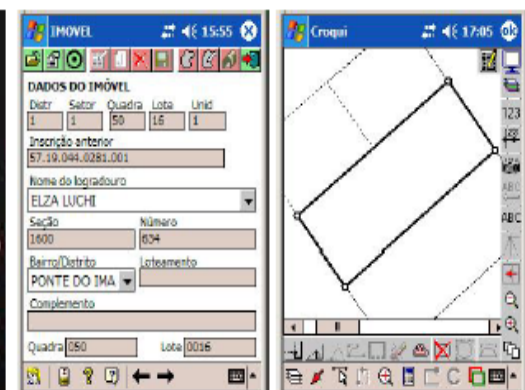 IMOVEL 15:55
DADOS DO IMÓVEL
Distr Setor Quadra Lote Unid
1 1 50 16 1
Inscrição anterior
57.19.044.0281.001
Nome do logradouro
ELZA LUCHI
Seção Número
1600 634
Bairro/Distrito Loteamento
PONTE DO IMA
Complemento
Quadra 050 Lote 0016
Croqui 17:05 ok
123
123
ABC
ABC